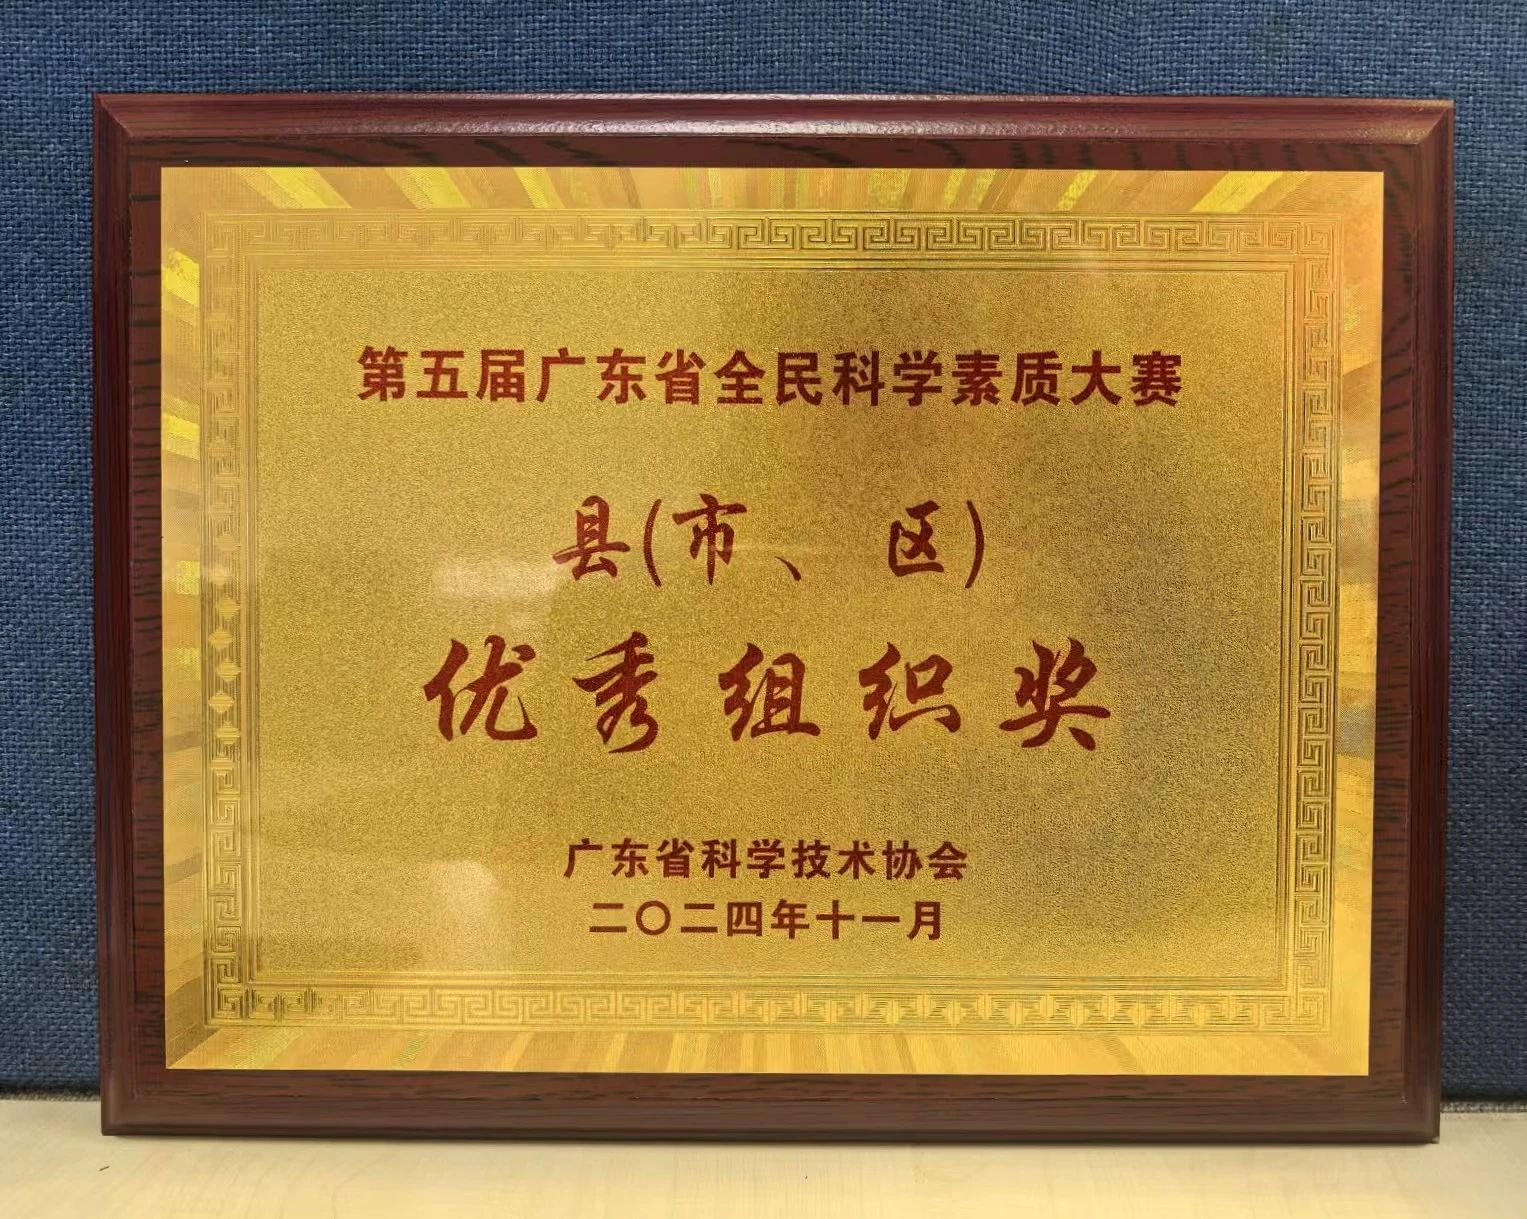 第五届广东省全民科学素质大赛
县(市、区)
优秀组织奖
广东省科学技术协会
二〇二四年十一月